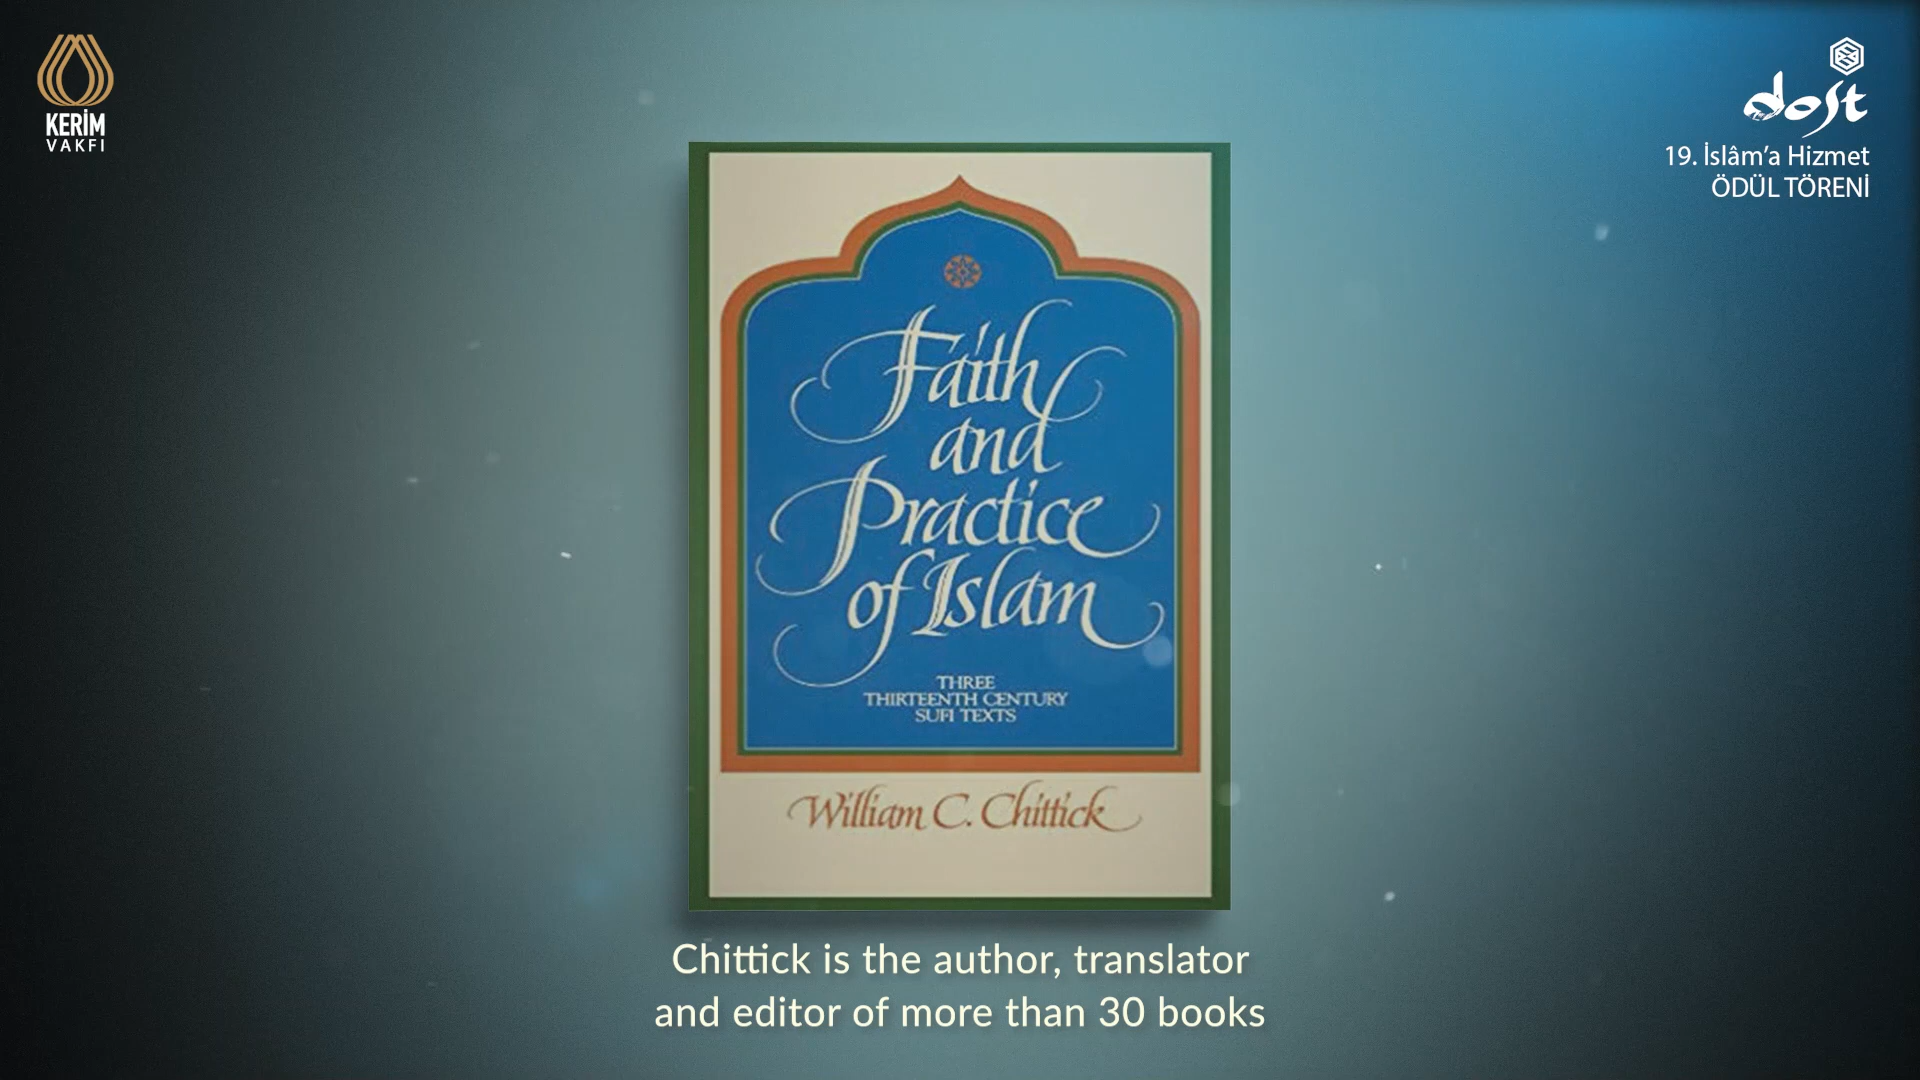 KERİM
VAKFI
dost
19. İslâm’a Hizmet
ÖDÜL TÖRENİ
Faith
and
Practice
of Islam
THREE
THIRTEENTH CENTURY
SUFI TEXTS
William C. Chittick
Chittick is the author, translator
and editor of more than 30 books